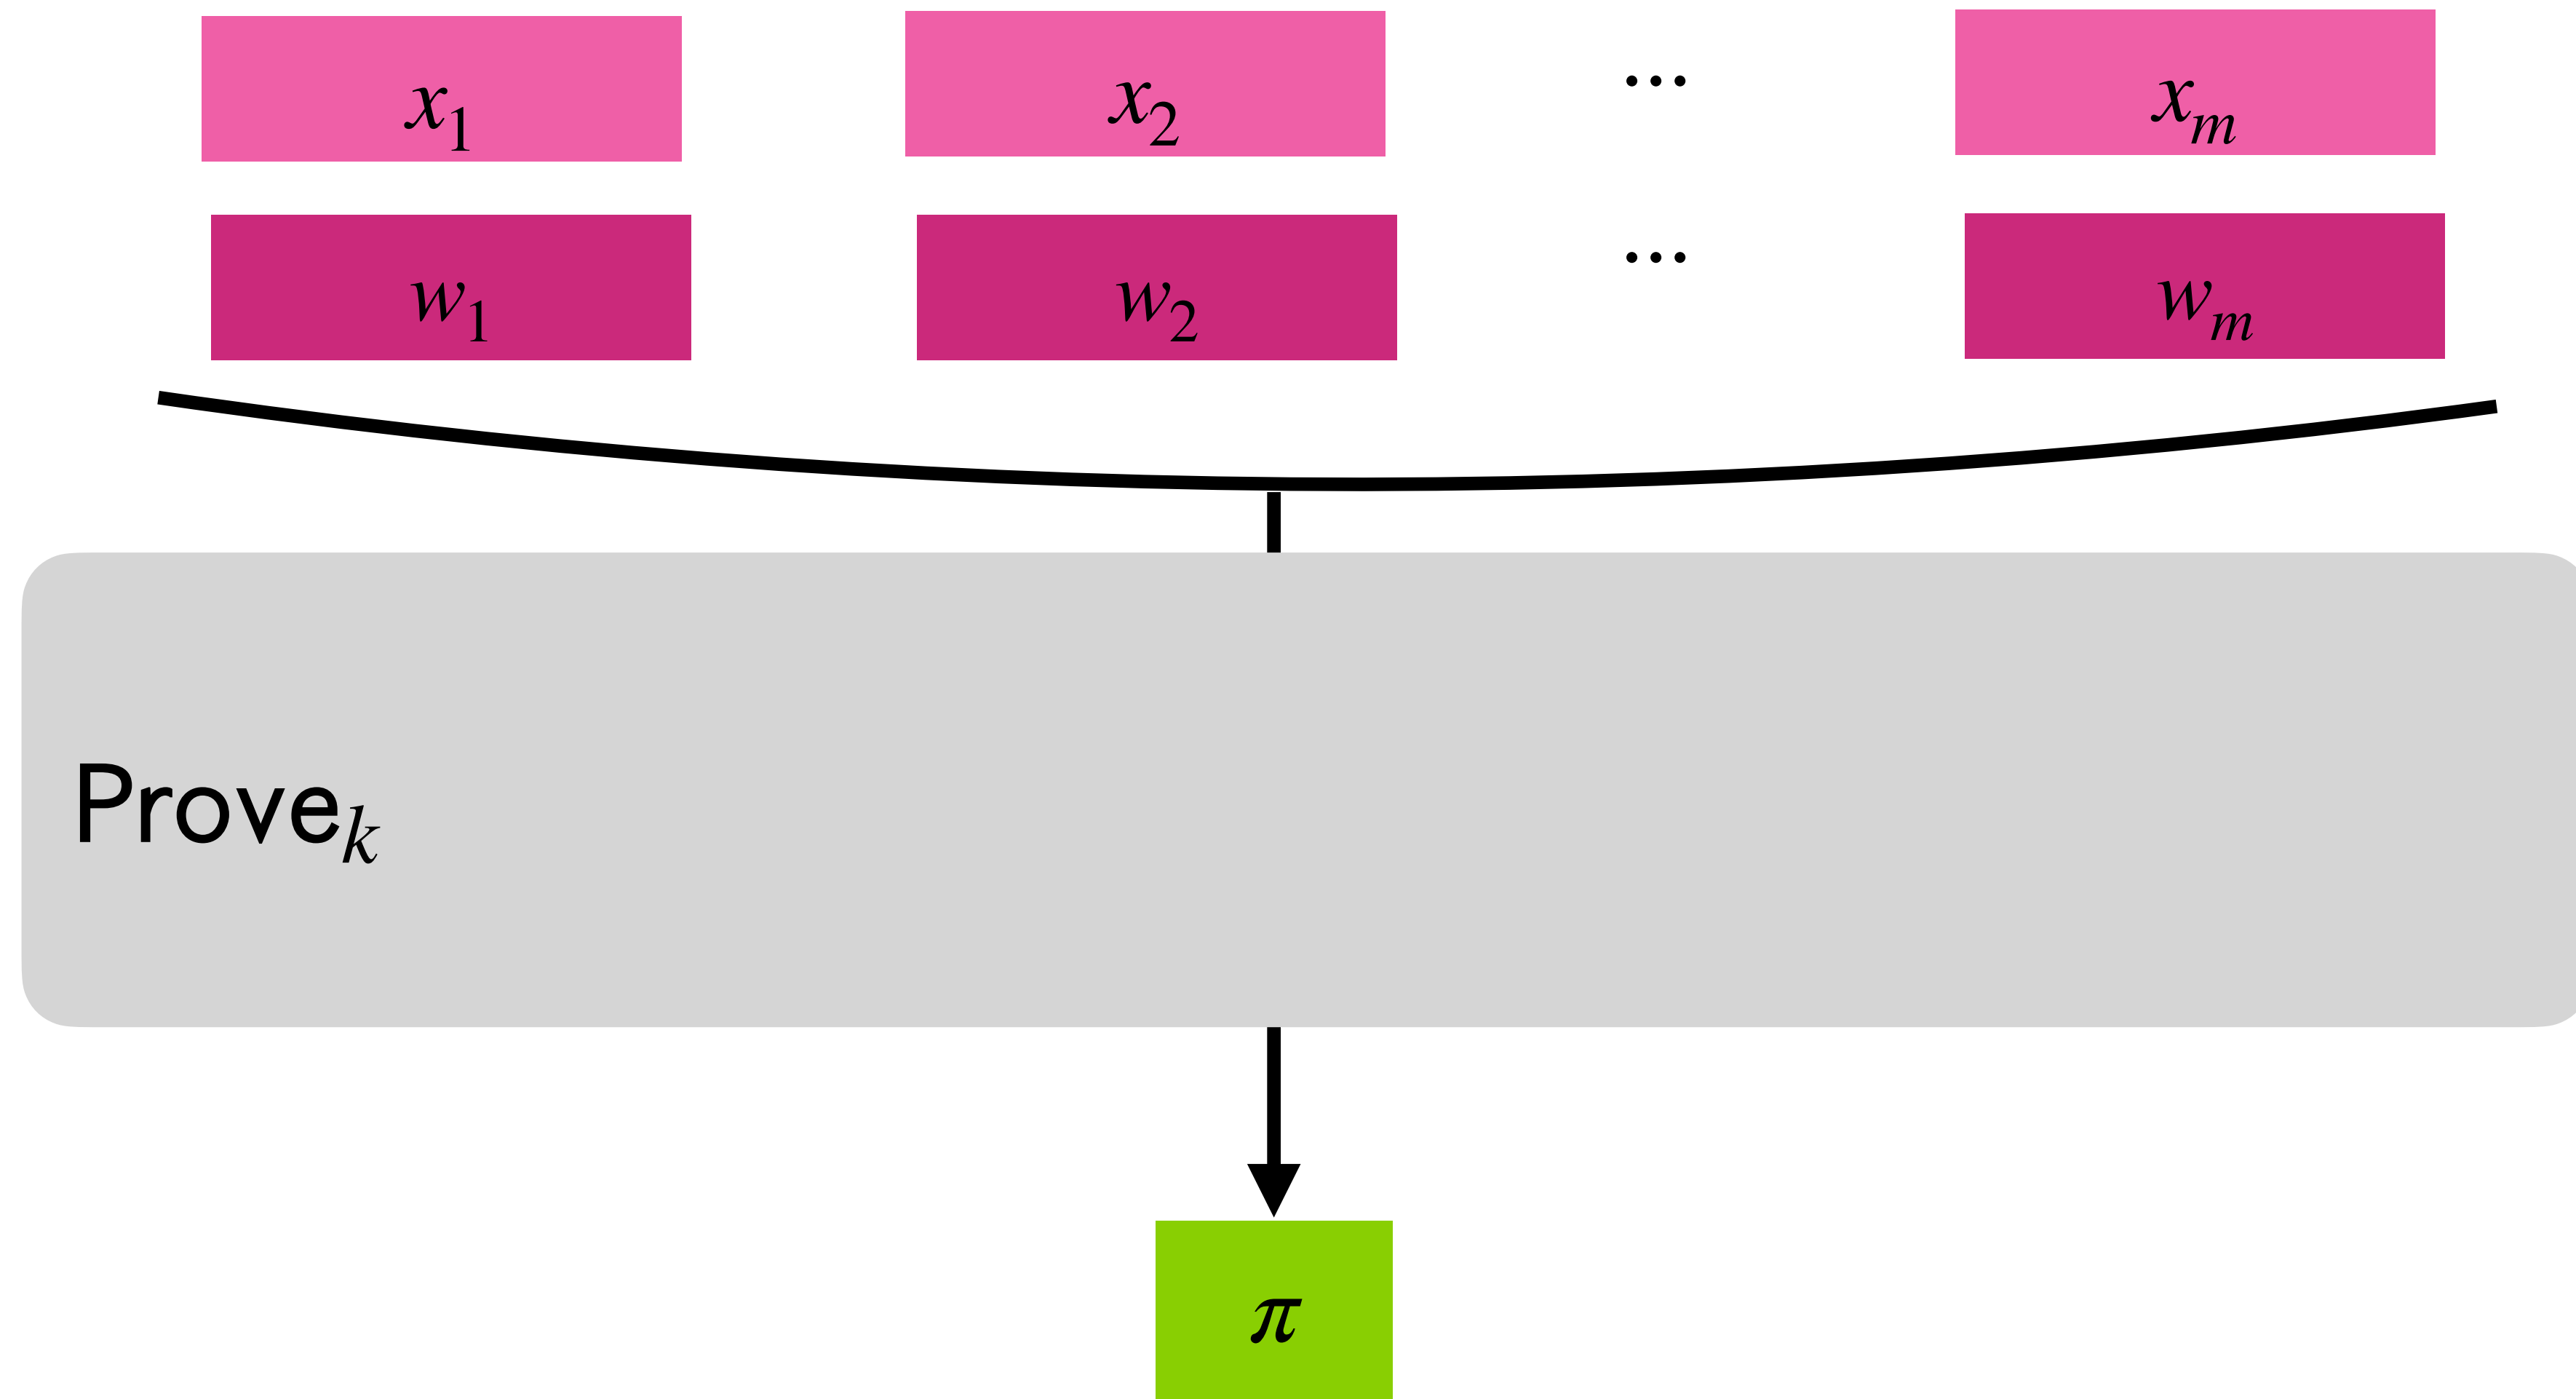 x₁ x₂ ... xₘ
w₁ w₂ ... wₘ
Proveₖ
π